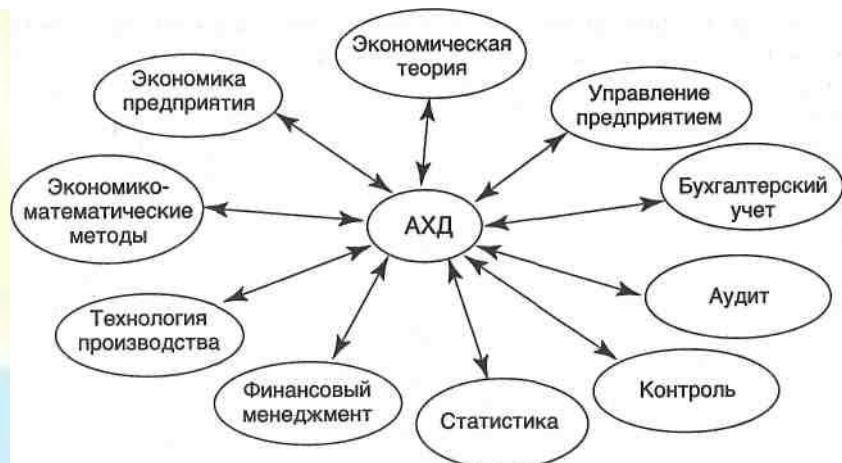 Экономическая
теория
Экономика
предприятия
Управление
предприятием
Экономико-
математические
методы
Бухгалтерский
учет
АХД
Аудит
Технология
производства
Финансовый
менеджмент
Контроль
Статистика